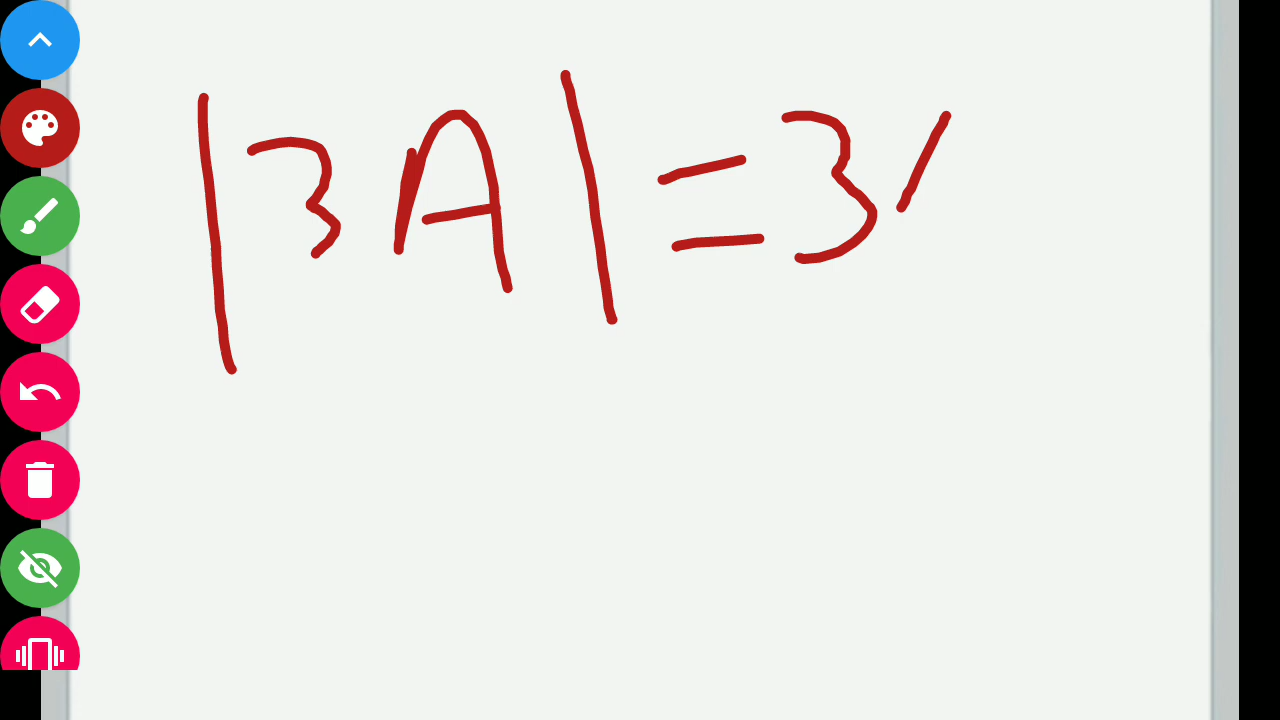 |3A| = 3/